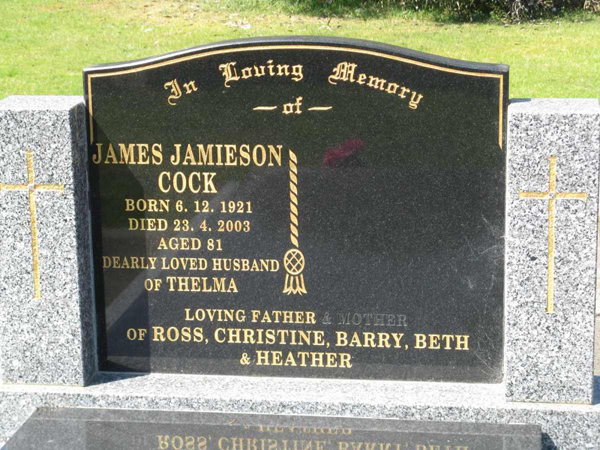 In Loving Memory
– of –
JAMES JAMIESON
COCK
BORN 6. 12. 1921
DIED 23. 4. 2003
AGED 81
DEARLY LOVED HUSBAND
OF THELMA
LOVING FATHER & MOTHER
OF ROSS, CHRISTINE, BARRY, BETH
& HEATHER